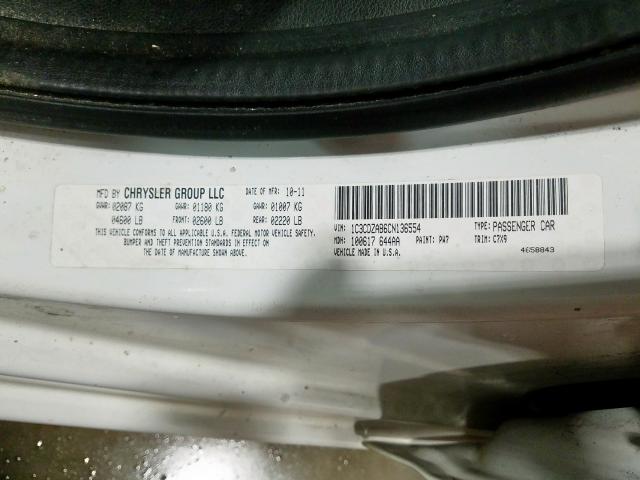 MFD BY CHRYSLER GROUP LLC DATE OF MFR: 10-11
GVWR: 02087 KG GAWR: 01180 KG GAWR: 01007 KG
04600 LB FRONT: 02600 LB REAR: 02220 LB
THIS VEHICLE CONFORMS TO ALL APPLICABLE U.S.A. FEDERAL MOTOR VEHICLE SAFETY,
BUMPER AND THEFT PREVENTION STANDARDS IN EFFECT ON
THE DATE OF MANUFACTURE SHOWN ABOVE.
VIN: 1C3CDZAB6CN136554 TYPE: PASSENGER CAR
MDH: 100617 644AA PAINT: PW7 TRIM: C7X9
VEHICLE MADE IN U.S.A. 4658843